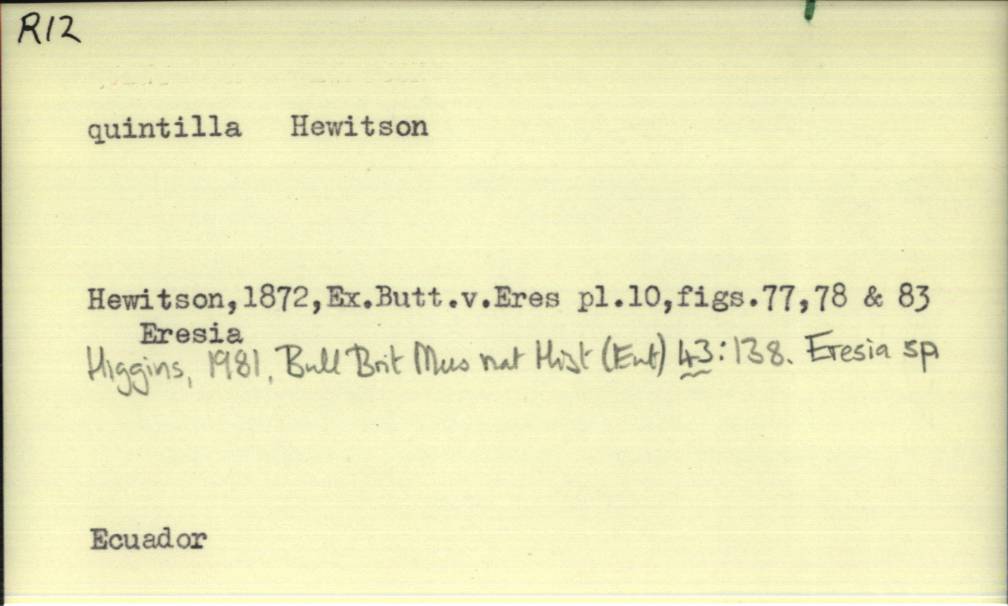 R12
quintilla Hewitson
Hewitson,1872,Ex.Butt.v.Eres pl.10,figs.77,78 & 83
Eresia
Higgins, 1981, Bull Brit Mus nat Hist (Ent) 43:138. Eresia sp
Ecuador